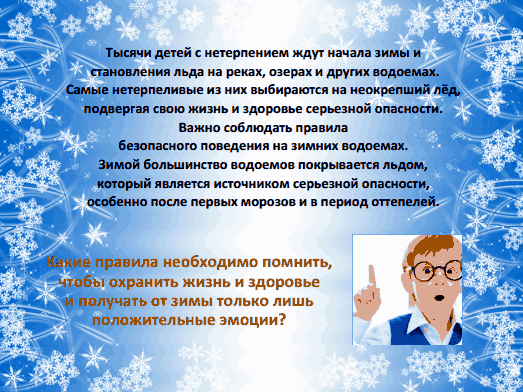 Тысячи детей с нетерпением ждут начала зимы и
становления льда на реках, озерах и других водоемах.
Самые нетерпеливые из них выбираются на неокрепший лёд,
подвергая свою жизнь и здоровье серьезной опасности.
Важно соблюдать правила
безопасного поведения на зимних водоемах.
Зимой большинство водоемов покрывается льдом,
который является источником серьезной опасности,
особенно после первых морозов и в период оттепелей.
Какие правила необходимо помнить,
чтобы охранить жизнь и здоровье
и получать от зимы только лишь
положительные эмоции?